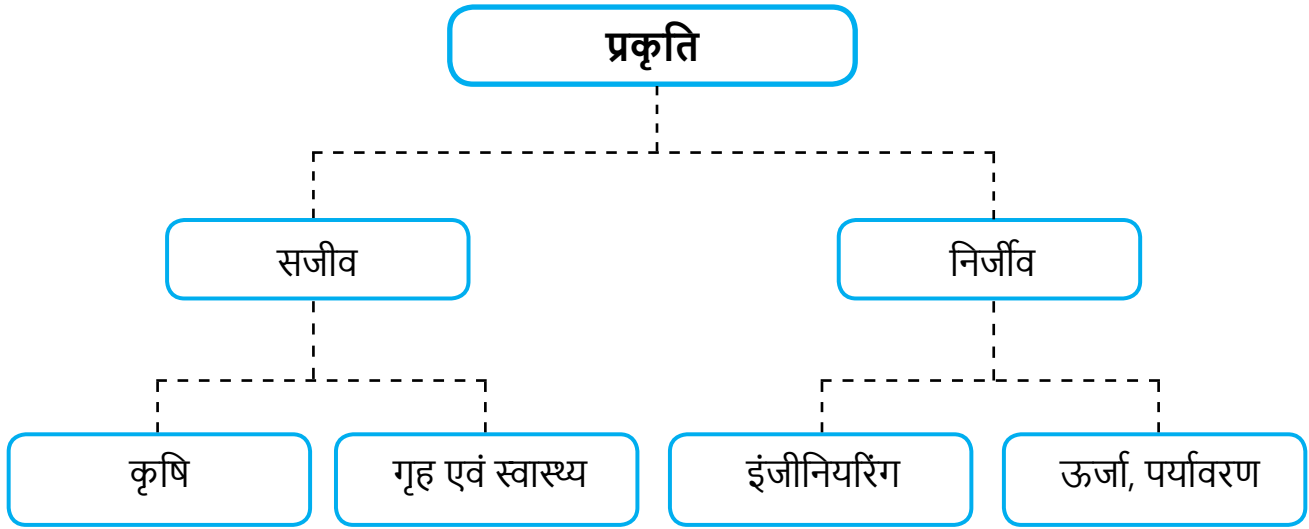 प्रकृति
सजीव
निर्जीव
कृषि
गृह एवं स्वास्थ्य
इंजीनियरिंग
ऊर्जा, पर्यावरण